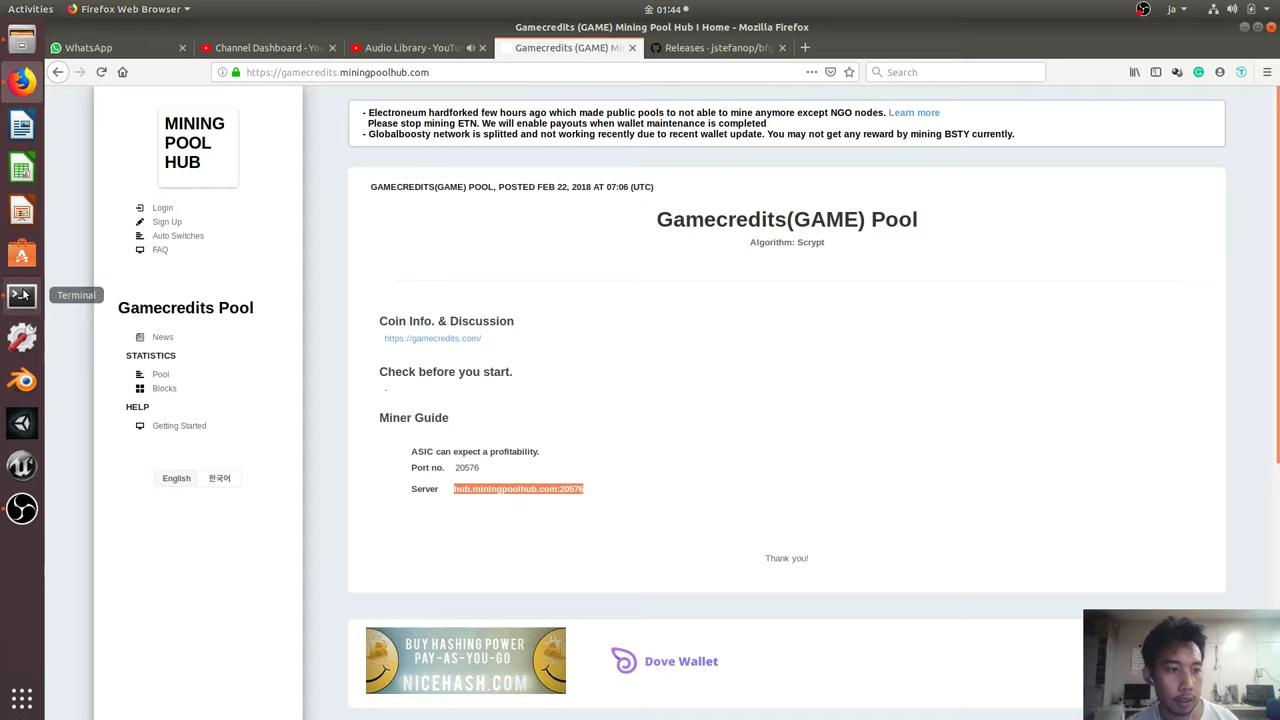 Activities
Firefox Web Browser
金 01:44
ja
Gamecredits (GAME) Mining Pool Hub I Home - Mozilla Firefox
WhatsApp
Channel Dashboard - You
Audio Library - YouTu
Gamecredits (GAME) Mi
Releases · jstefanop/bfg
https://gamecredits.miningpoolhub.com
Search
MINING
POOL
HUB
Login
Sign Up
Auto Switches
FAQ
Terminal
Gamecredits Pool
News
STATISTICS
Pool
Blocks
HELP
Getting Started
English
한국어
- Electroneum hardforked few hours ago which made public pools to not able to mine anymore except NGO nodes. Learn more
Please stop mining ETN. We will enable payouts when wallet maintenance is completed
- Globalboosty network is splitted and not working recently due to recent wallet update. You may not get any reward by mining BSTY currently.
GAMECREDITS(GAME) POOL, POSTED FEB 22, 2018 AT 07:06 (UTC)
Gamecredits(GAME) Pool
Algorithm: Scrypt
Coin Info. & Discussion
https://gamecredits.com/
Check before you start.
-
Miner Guide
ASIC can expect a profitability.
Port no. 20576
Server hub.miningpoolhub.com:20576
Thank you!
BUY HASHING POWER
PAY-AS-YOU-GO
NICEHASH.COM
Dove Wallet